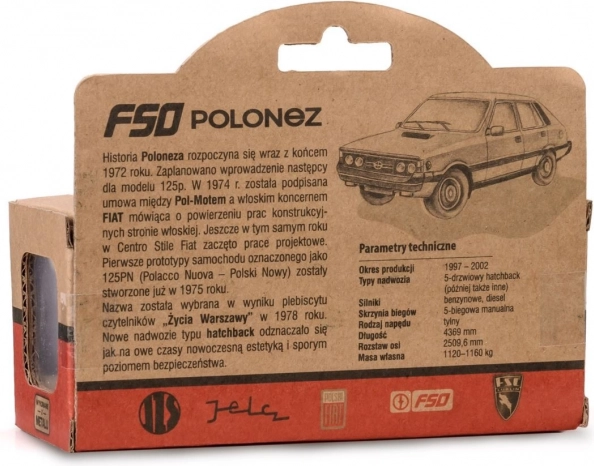 FSO POLONEZ
Historia Poloneza rozpoczyna się wraz z końcem
1972 roku. Zaplanowano wprowadzenie następcy
dla modelu 125p. W 1974 r. została podpisana
umowa między Pol-Motem a włoskim koncernem
FIAT mówiąca o powierzeniu prac konstrukcyj-
nych stronie włoskiej. Jeszcze w tym samym roku
w Centro Stile Fiat zaczęto prace projektowe.
Pierwsze prototypy samochodu oznaczonego jako
125PN (Polacco Nuova – Polski Nowy) zostały
stworzone już w 1975 roku.
Nazwa została wybrana w wyniku plebiscytu
czytelników „Życia Warszawy” w 1978 roku.
Nowe nadwozie typu hatchback odznaczało się
jak na owe czasy nowoczesną estetyką i sporym
poziomem bezpieczeństwa.
Parametry techniczne
Okres produkcji 1997 – 2002
Typy nadwozia 5-drzwiowy hatchback
(później także inne)
Silniki benzynowe, diesel
Skrzynia biegów 5-biegowa manualna
Rodzaj napędu tylny
Długość 4369 mm
Rozstaw osi 2509,6 mm
Masa własna 1120–1160 kg
Jelcz
POLSKI
FIAT
FSO